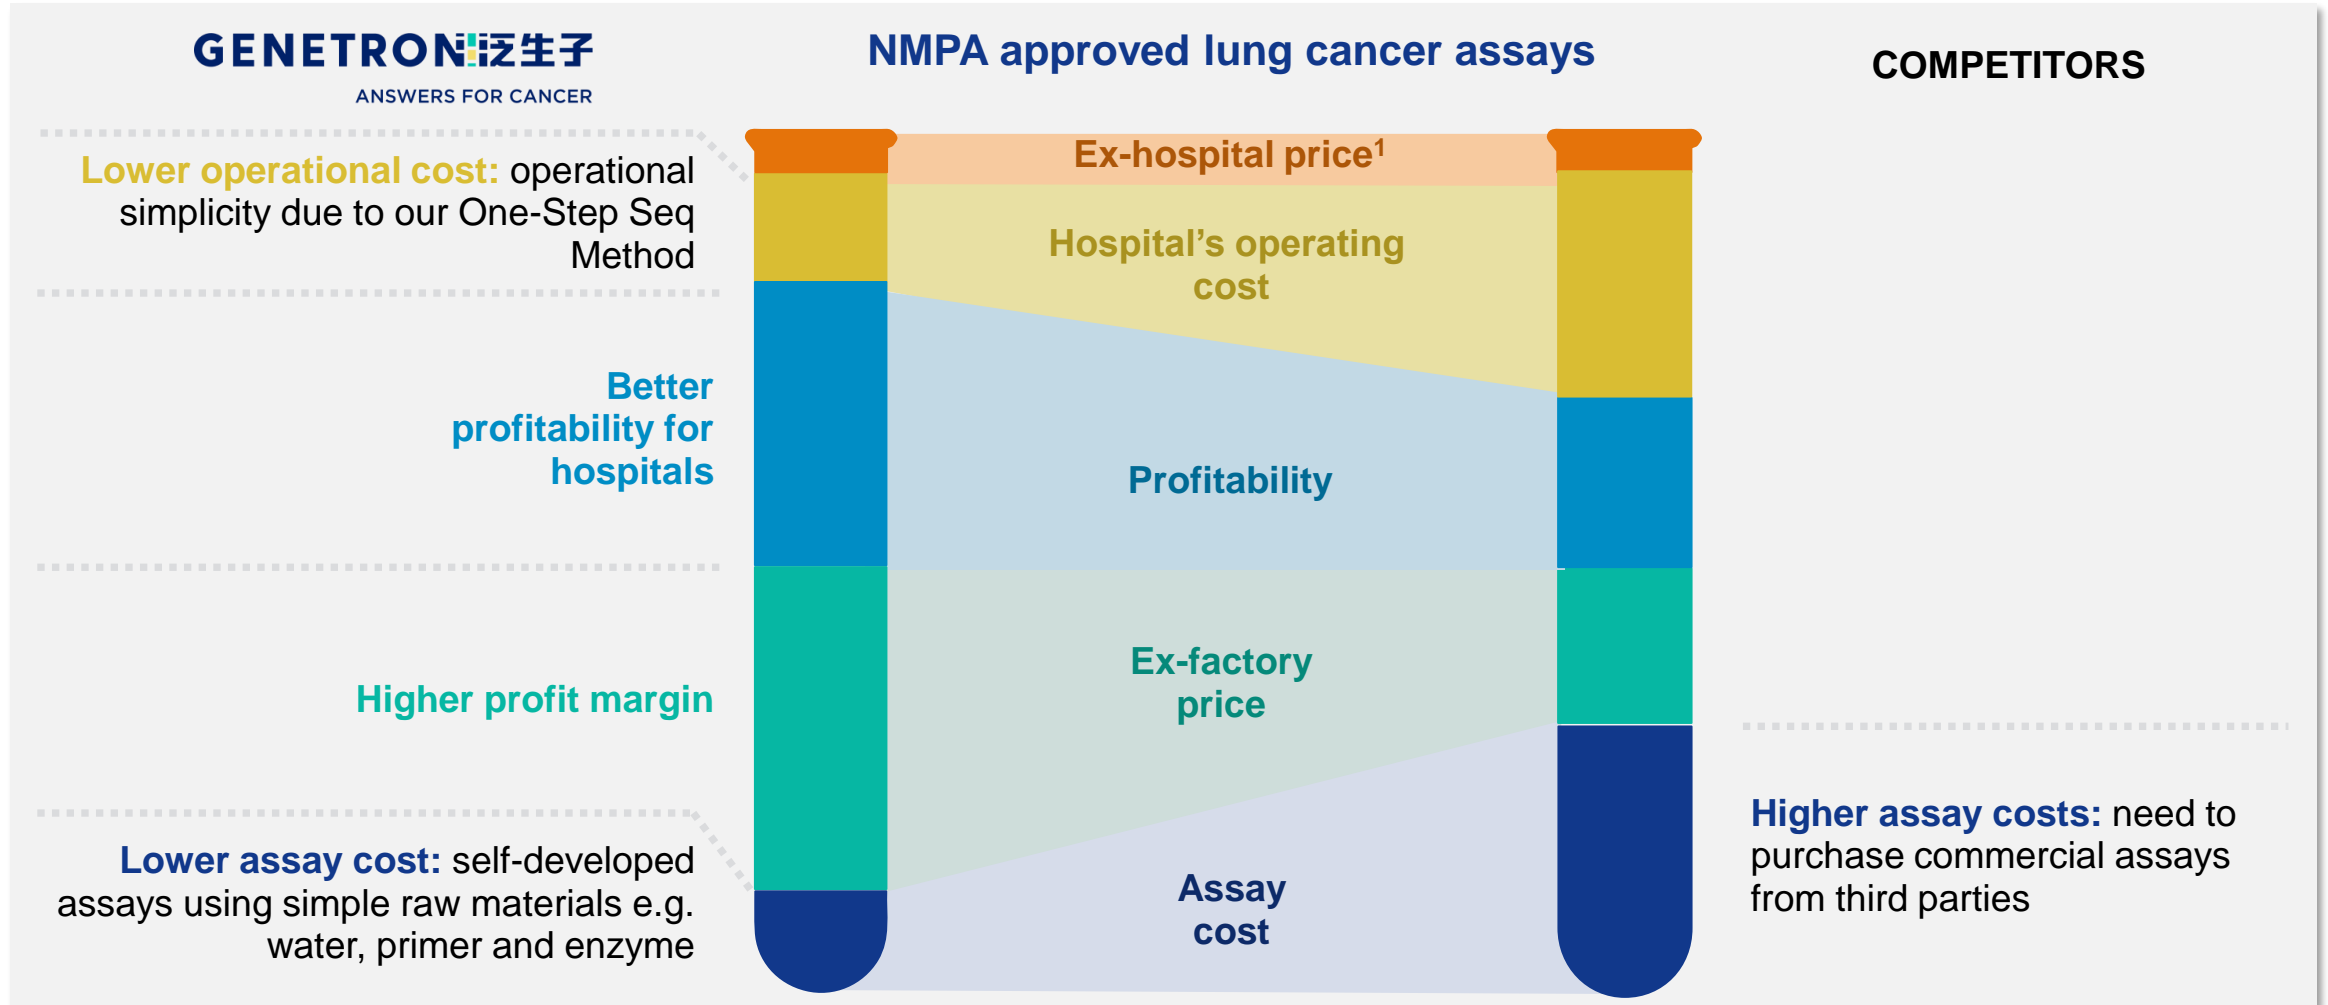 GENETRON泛生子
ANSWERS FOR CANCER
NMPA approved lung cancer assays
COMPETITORS
Lower operational cost: operational
simplicity due to our One-Step Seq
Method
Better
profitability for
hospitals
Higher profit margin
Lower assay cost: self-developed
assays using simple raw materials e.g.
water, primer and enzyme
Ex-hospital price¹
Hospital’s operating
cost
Profitability
Ex-factory
price
Assay
cost
Higher assay costs: need to
purchase commercial assays
from third parties